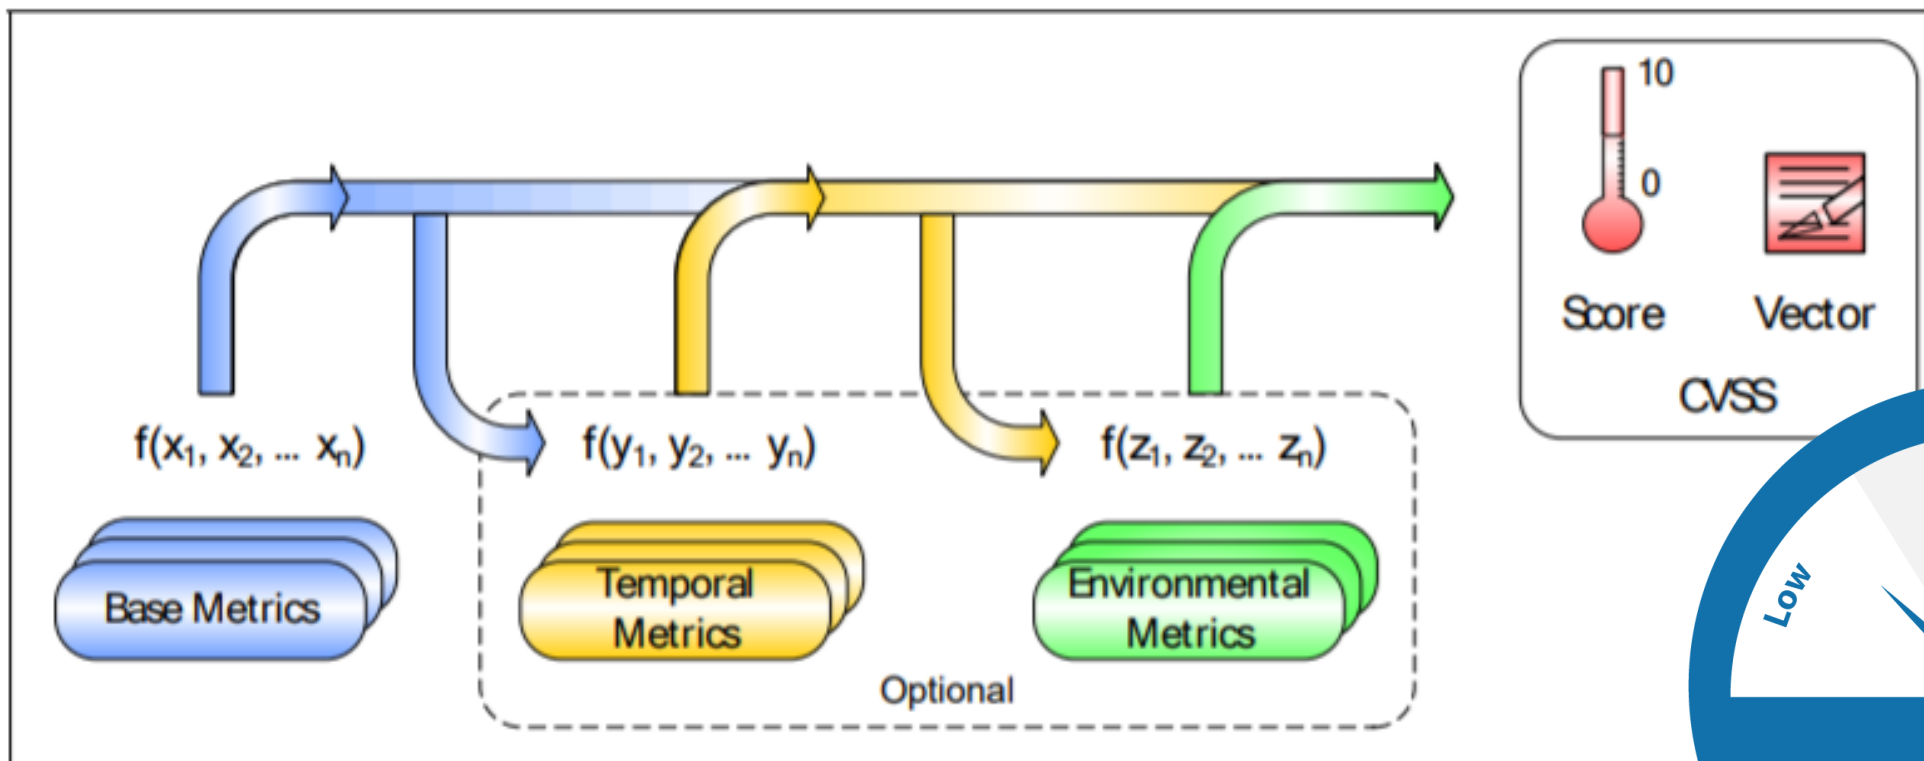 10
0
Score Vector
CVSS
f(x₁, x₂, ... xₙ) f(y₁, y₂, ... yₙ) f(z₁, z₂, ... zₙ)
Base Metrics
Temporal
Metrics
Environmental
Metrics
Optional
Low